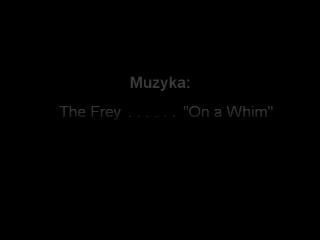 Muzyka:
The Frey . . . . . . "On a Whim"